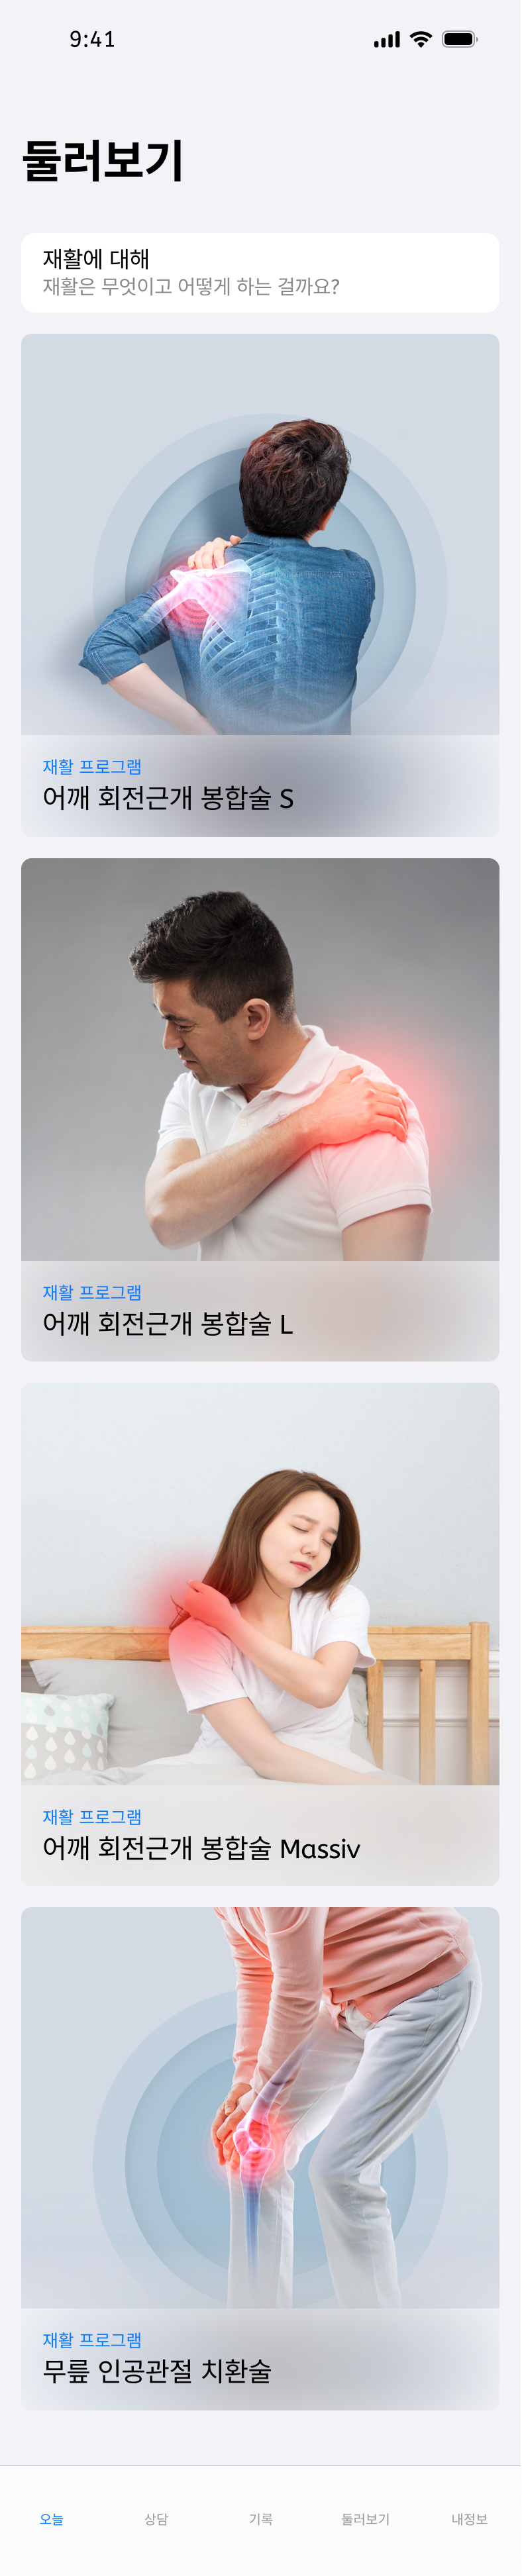 9:41
둘러보기
재활에 대해
재활은 무엇이고 어떻게 하는 걸까요?
재활 프로그램
어깨 회전근개 봉합술 S
재활 프로그램
어깨 회전근개 봉합술 L
재활 프로그램
어깨 회전근개 봉합술 Massiv
재활 프로그램
무릎 인공관절 치환술
오늘 상담 기록 둘러보기 내정보